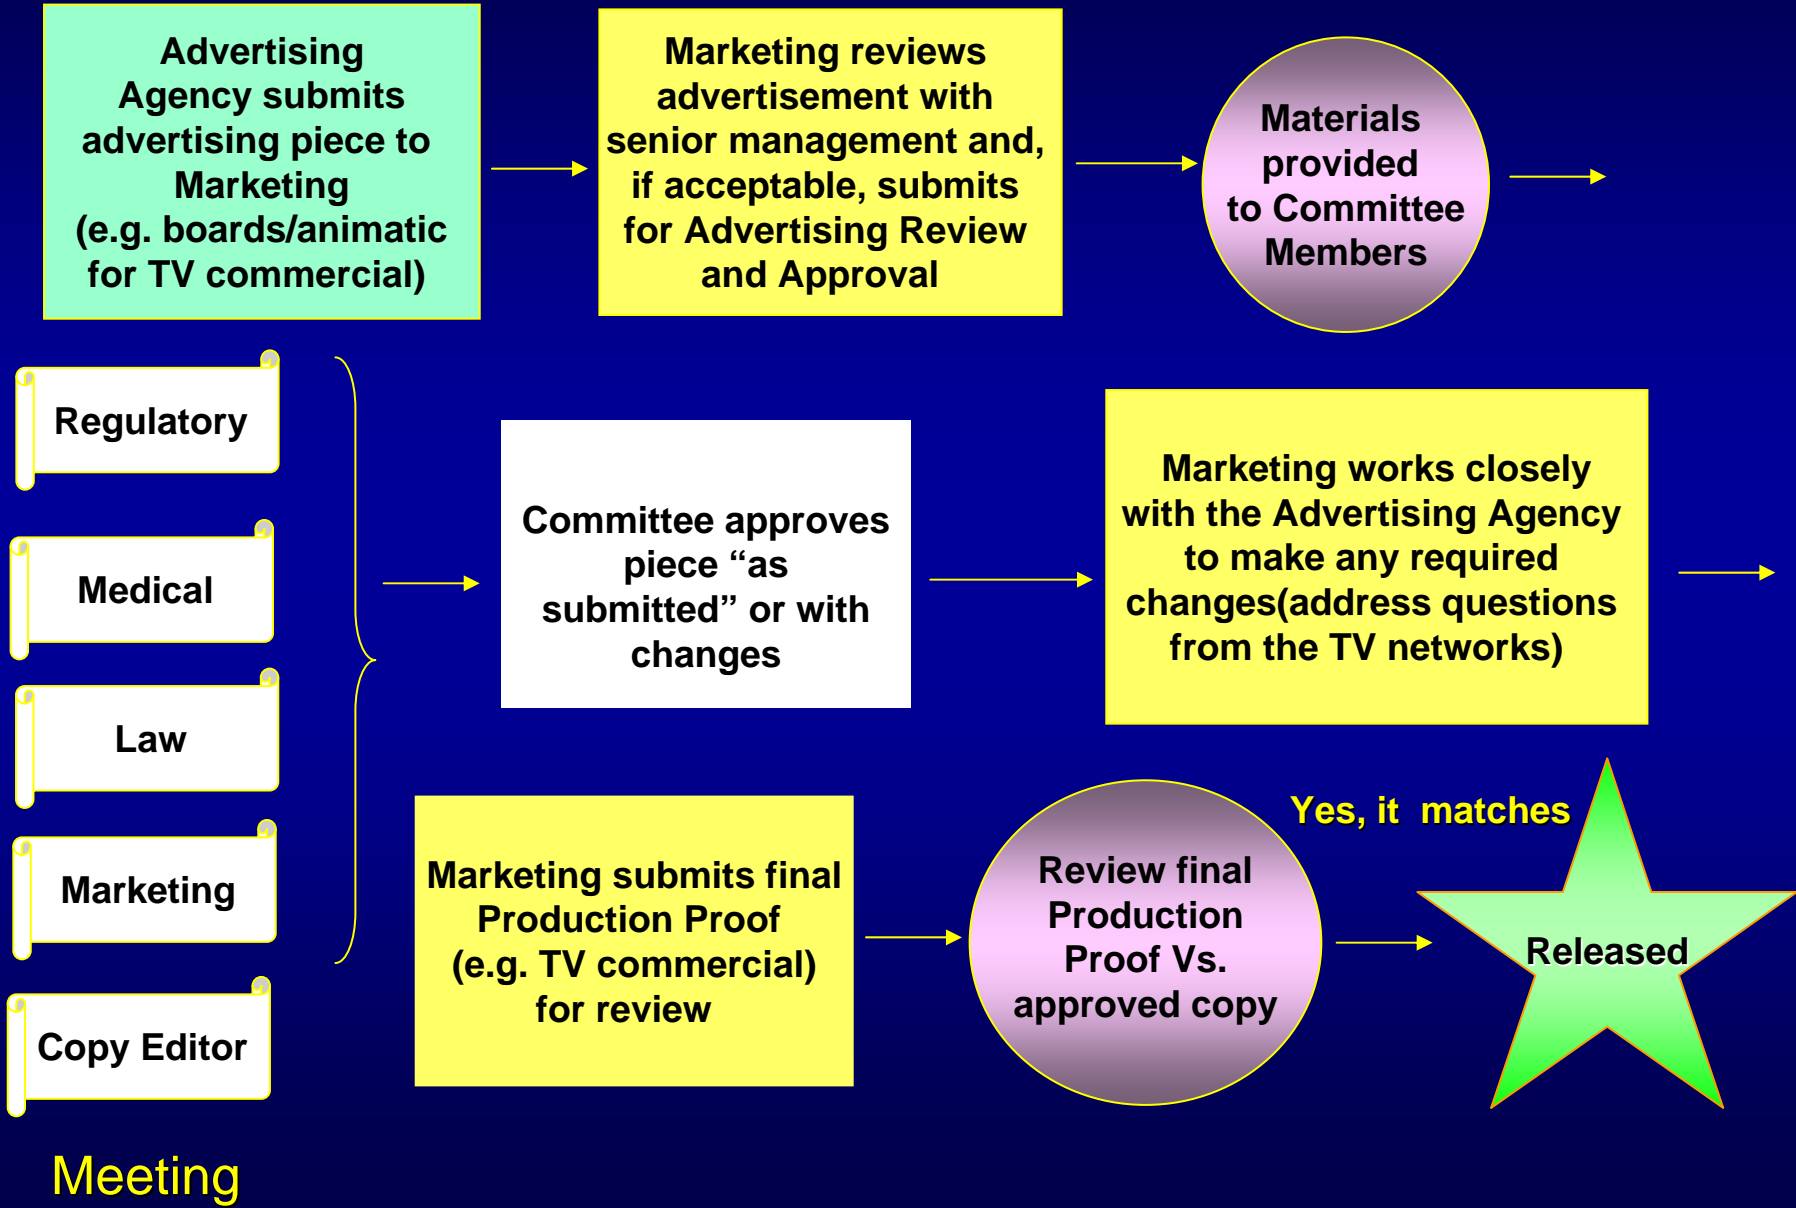 Advertising
Agency submits
advertising piece to
Marketing
(e.g. boards/animatic
for TV commercial)
Marketing reviews
advertisement with
senior management and,
if acceptable, submits
for Advertising Review
and Approval
Materials
provided
to Committee
Members
Regulatory
Medical
Law
Marketing
Copy Editor
Meeting
Committee approves
piece “as
submitted” or with
changes
Marketing works closely
with the Advertising Agency
to make any required
changes(address questions
from the TV networks)
Marketing submits final
Production Proof
(e.g. TV commercial)
for review
Review final
Production
Proof Vs.
approved copy
Yes, it matches
Released